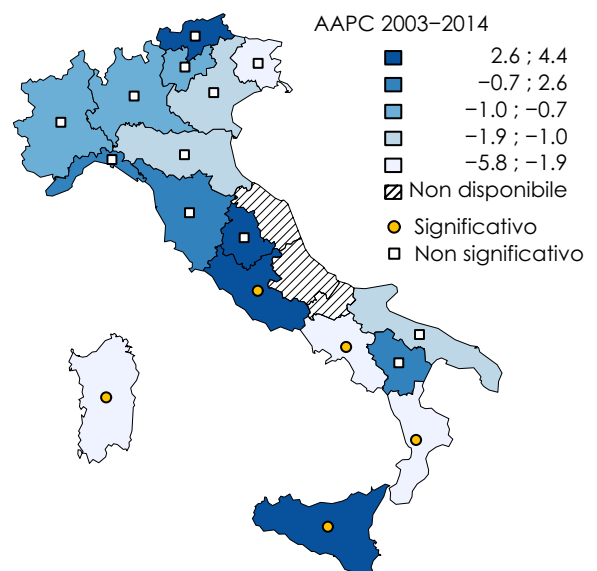 AAPC 2003−2014
2.6 ; 4.4
−0.7 ; 2.6
−1.0 ; −0.7
−1.9 ; −1.0
−5.8 ; −1.9
Non disponibile
Significativo
Non significativo